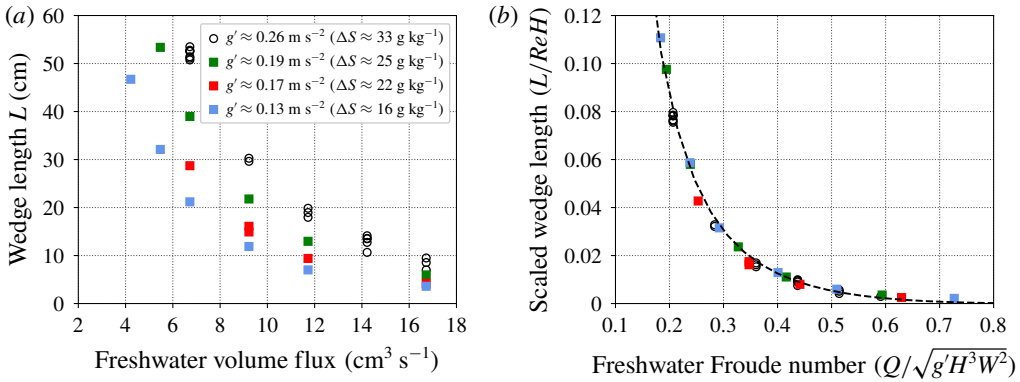 (a)
60
50
40
30
20
10
0
Wedge length L (cm)
g′ ≈ 0.26 m s⁻² (ΔS ≈ 33 g kg⁻¹)
g′ ≈ 0.19 m s⁻² (ΔS ≈ 25 g kg⁻¹)
g′ ≈ 0.17 m s⁻² (ΔS ≈ 22 g kg⁻¹)
g′ ≈ 0.13 m s⁻² (ΔS ≈ 16 g kg⁻¹)
2 4 6 8 10 12 14 16 18
Freshwater volume flux (cm³ s⁻¹)
(b)
0.12
0.10
0.08
0.06
0.04
0.02
0
Scaled wedge length (L/ReH)
0.1 0.2 0.3 0.4 0.5 0.6 0.7 0.8
Freshwater Froude number (Q/√g′H³W²)